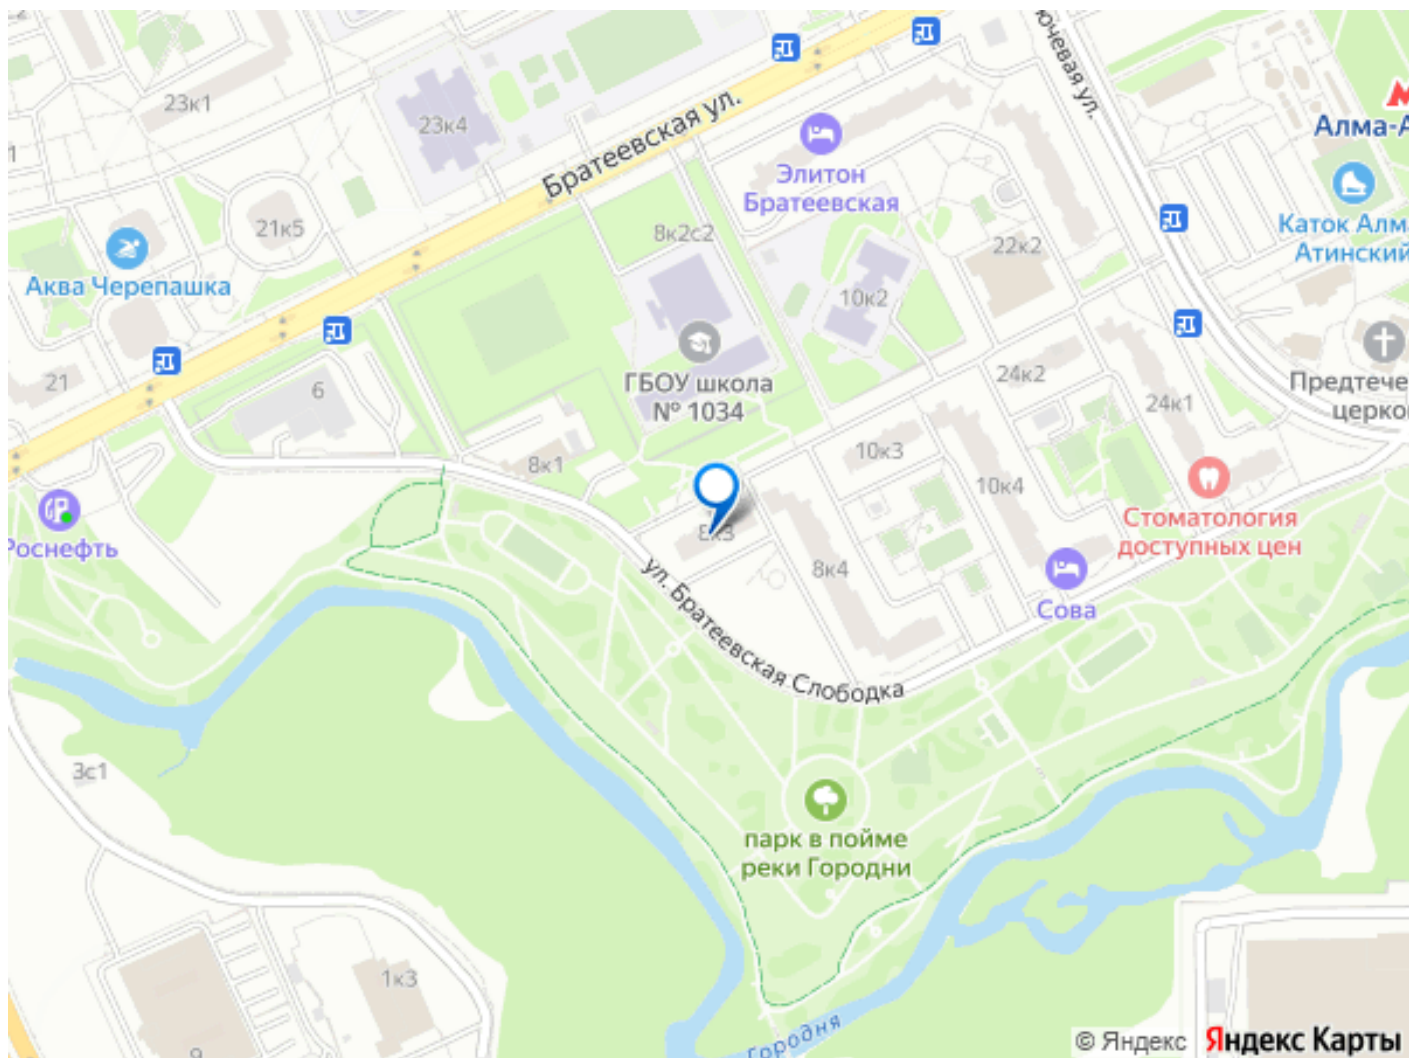 23к1
23к4
Братеевская ул.
Элитон
Братеевская
Алма-А
Каток Алм
Атинский
21к5
8к2с2
22к2
Аква Черепашка
10к2
21
6
ГБОУ школа
№ 1034
24к2
24к1
Предтече
церко
8к1
10к3
10к4
Роснефть
8к3
8к4
Стоматология
доступных цен
Сова
ул. Братеевская Слободка
3с1
парк в пойме
реки Городни
1к3
9
Городня
© Яндекс Яндекс Карты